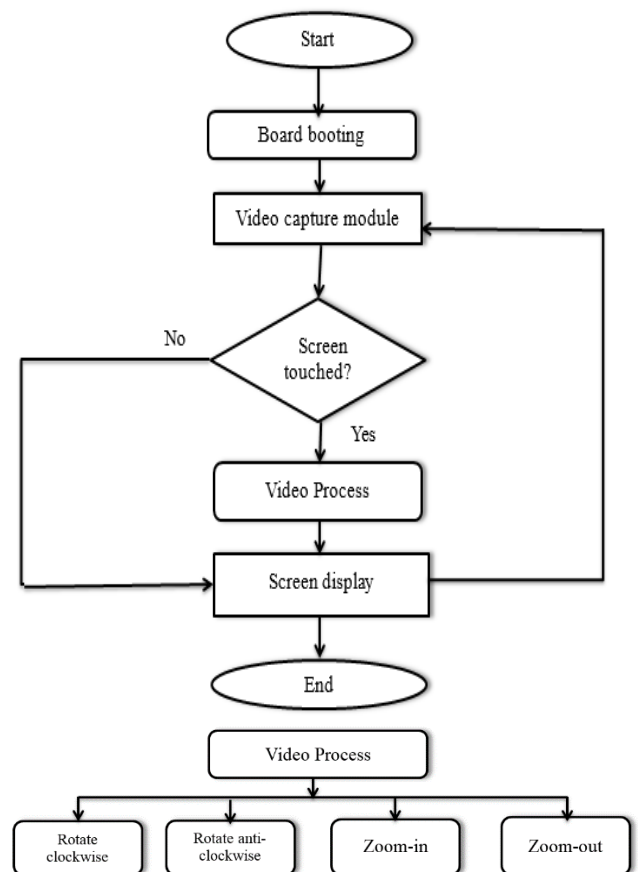 Start
Board booting
Video capture module
No
Screen
touched?
Yes
Video Process
Screen display
End
Video Process
Rotate
clockwise
Rotate anti-
clockwise
Zoom-in
Zoom-out